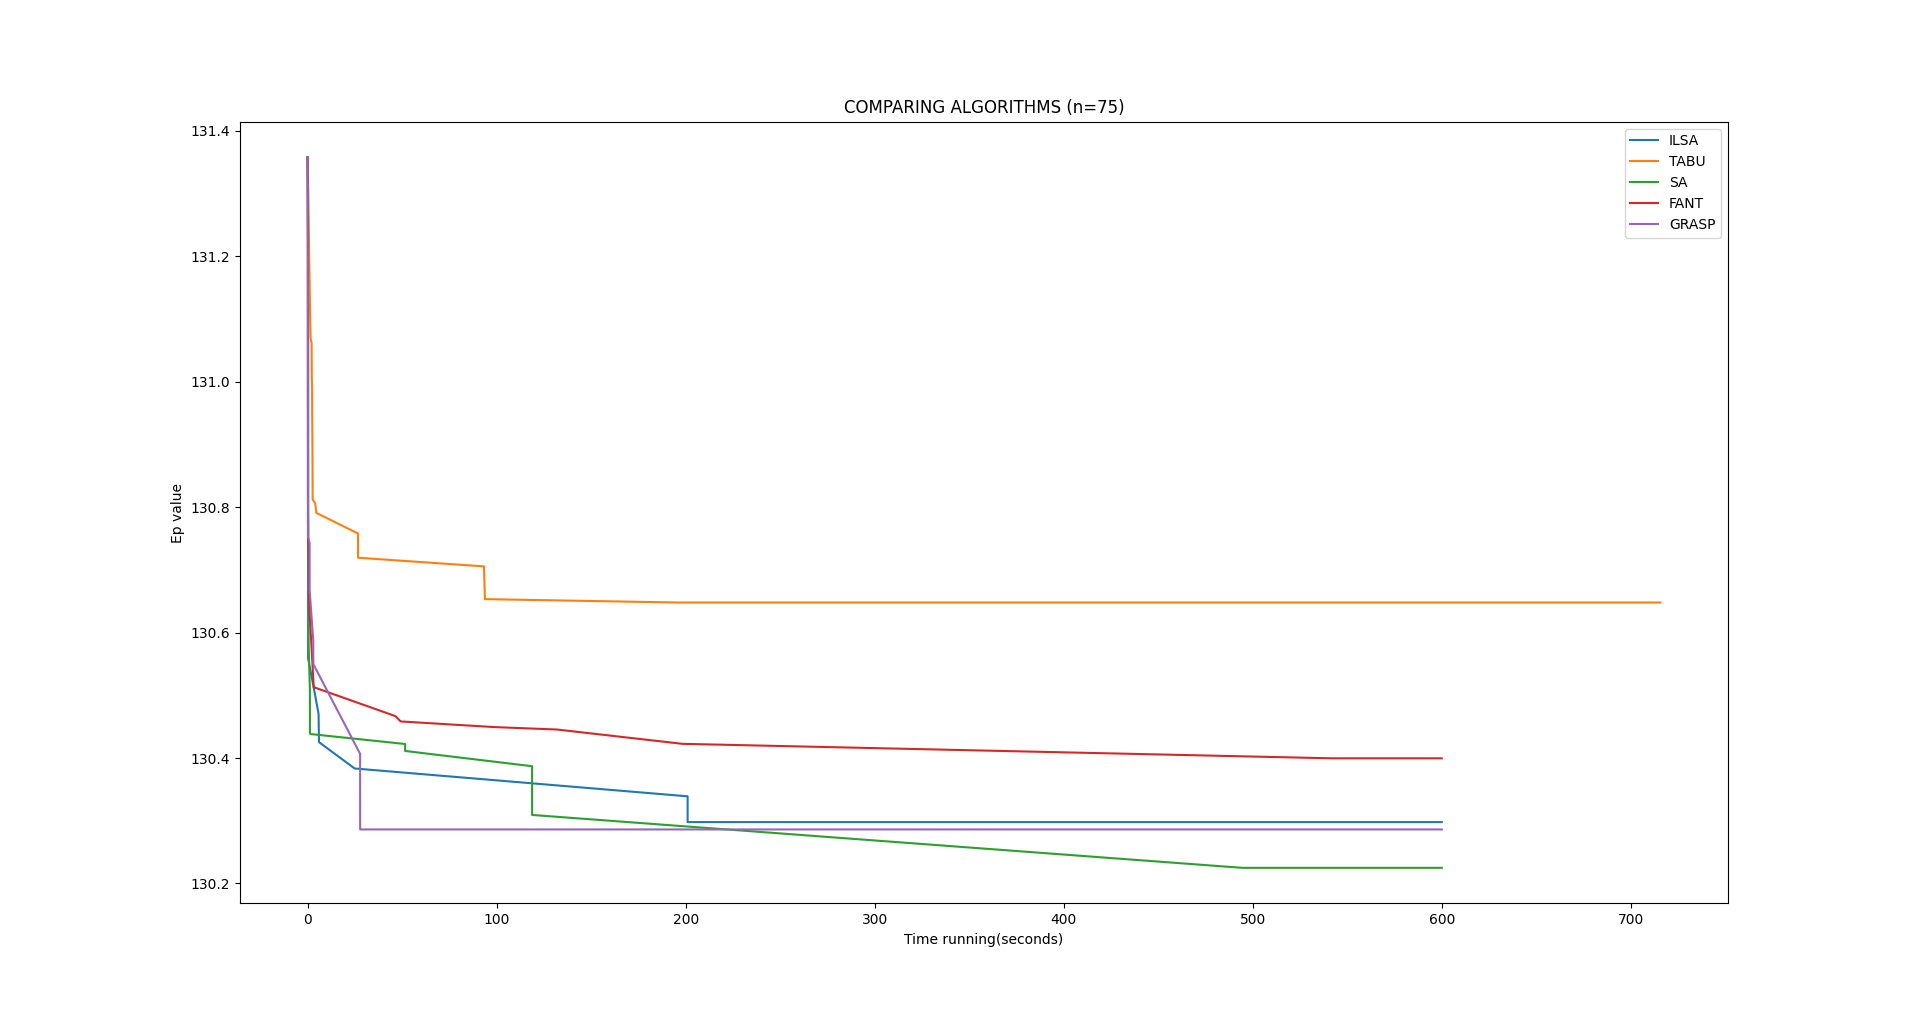 COMPARING ALGORITHMS (n=75)
131.4
131.2
131.0
130.8
130.6
130.4
130.2
Ep value
ILSA
TABU
SA
FANT
GRASP
0 100 200 300 400 500 600 700
Time running(seconds)